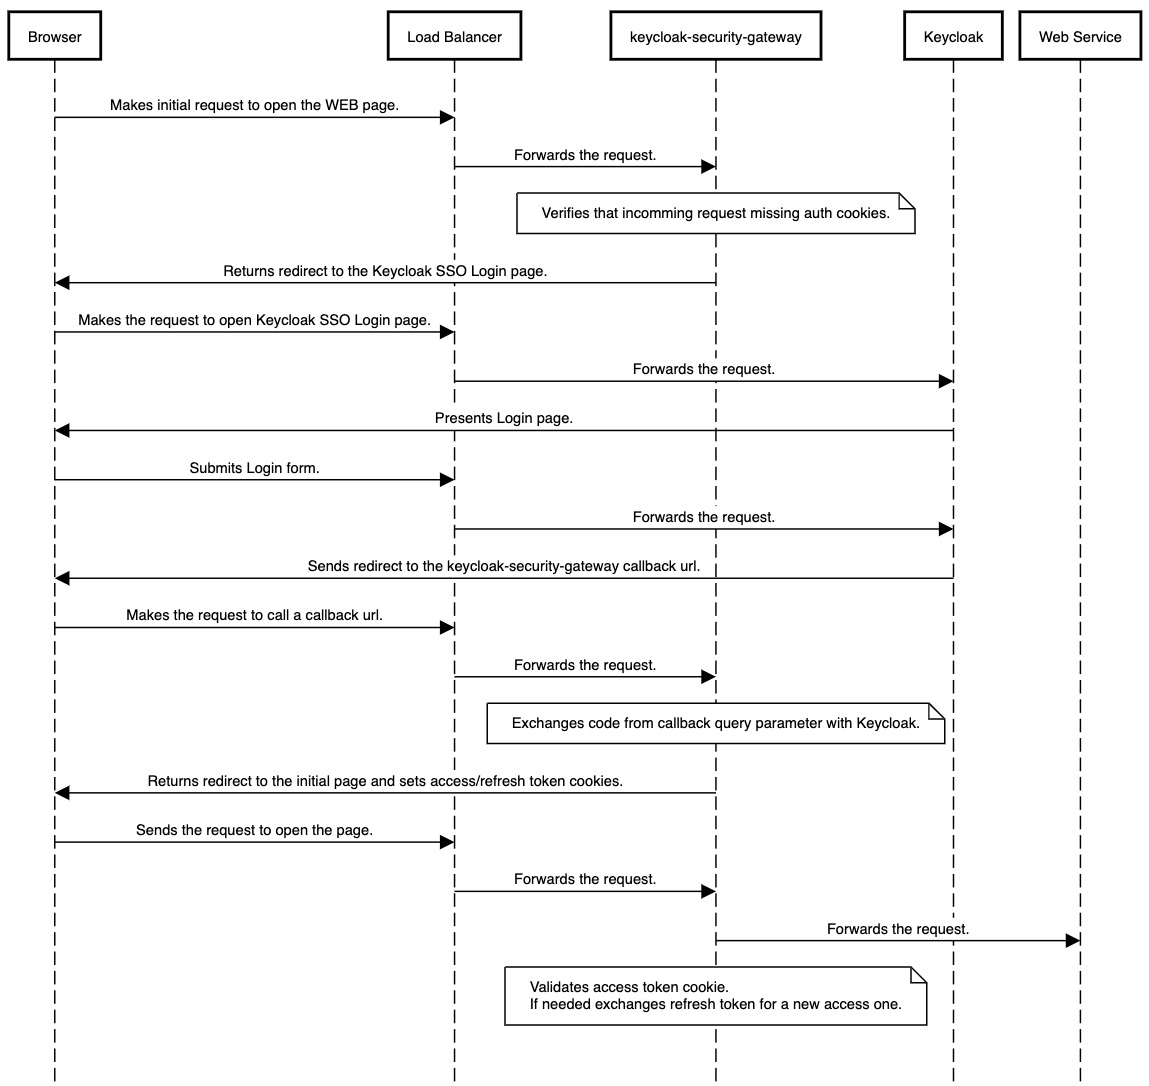 Browser
Load Balancer
keycloak-security-gateway
Keycloak
Web Service
Makes initial request to open the WEB page.
Forwards the request.
Verifies that incomming request missing auth cookies.
Returns redirect to the Keycloak SSO Login page.
Makes the request to open Keycloak SSO Login page.
Forwards the request.
Presents Login page.
Submits Login form.
Forwards the request.
Sends redirect to the keycloak-security-gateway callback url.
Makes the request to call a callback url.
Forwards the request.
Exchanges code from callback query parameter with Keycloak.
Returns redirect to the initial page and sets access/refresh token cookies.
Sends the request to open the page.
Forwards the request.
Forwards the request.
Validates access token cookie.
If needed exchanges refresh token for a new access one.